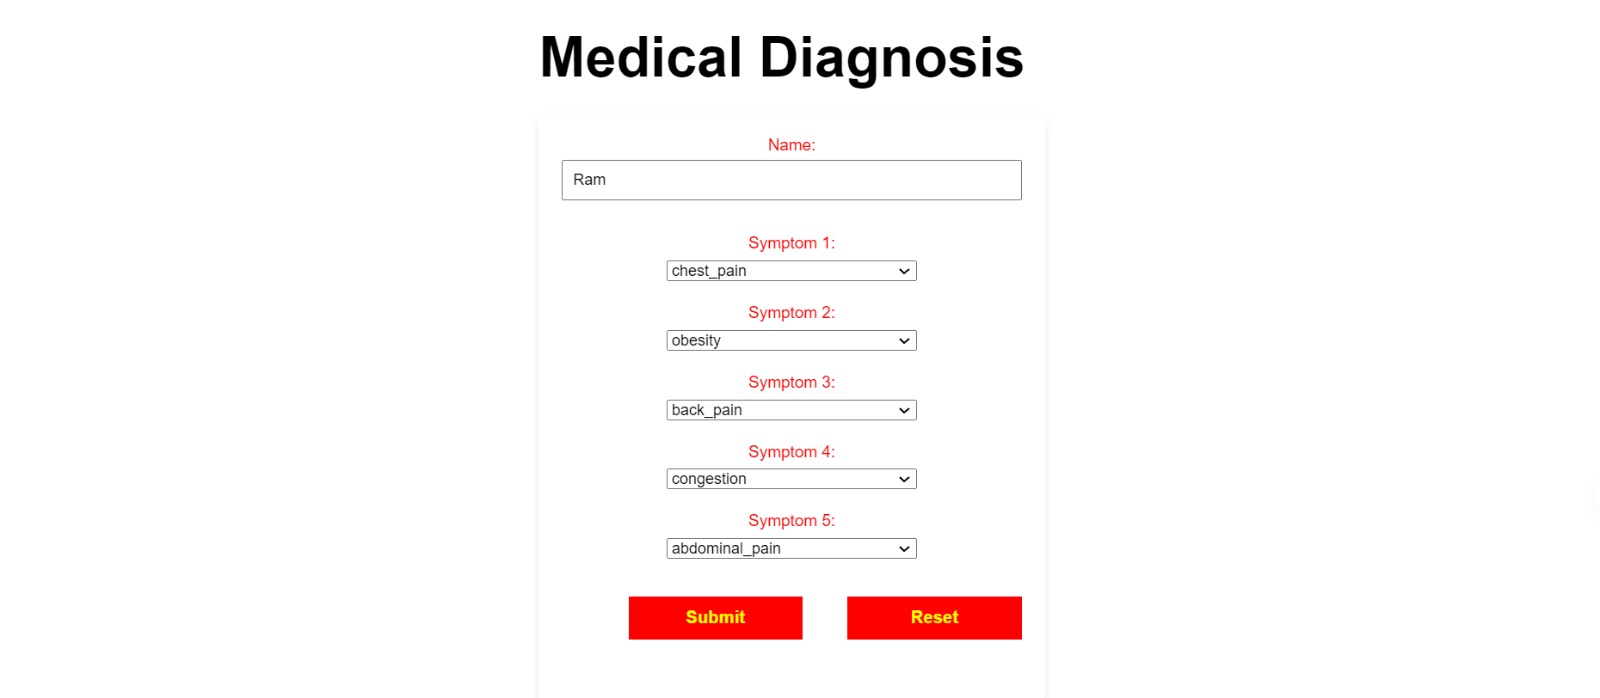 Medical Diagnosis
Name:
Ram
Symptom 1:
chest_pain
Symptom 2:
obesity
Symptom 3:
back_pain
Symptom 4:
congestion
Symptom 5:
abdominal_pain
Submit Reset